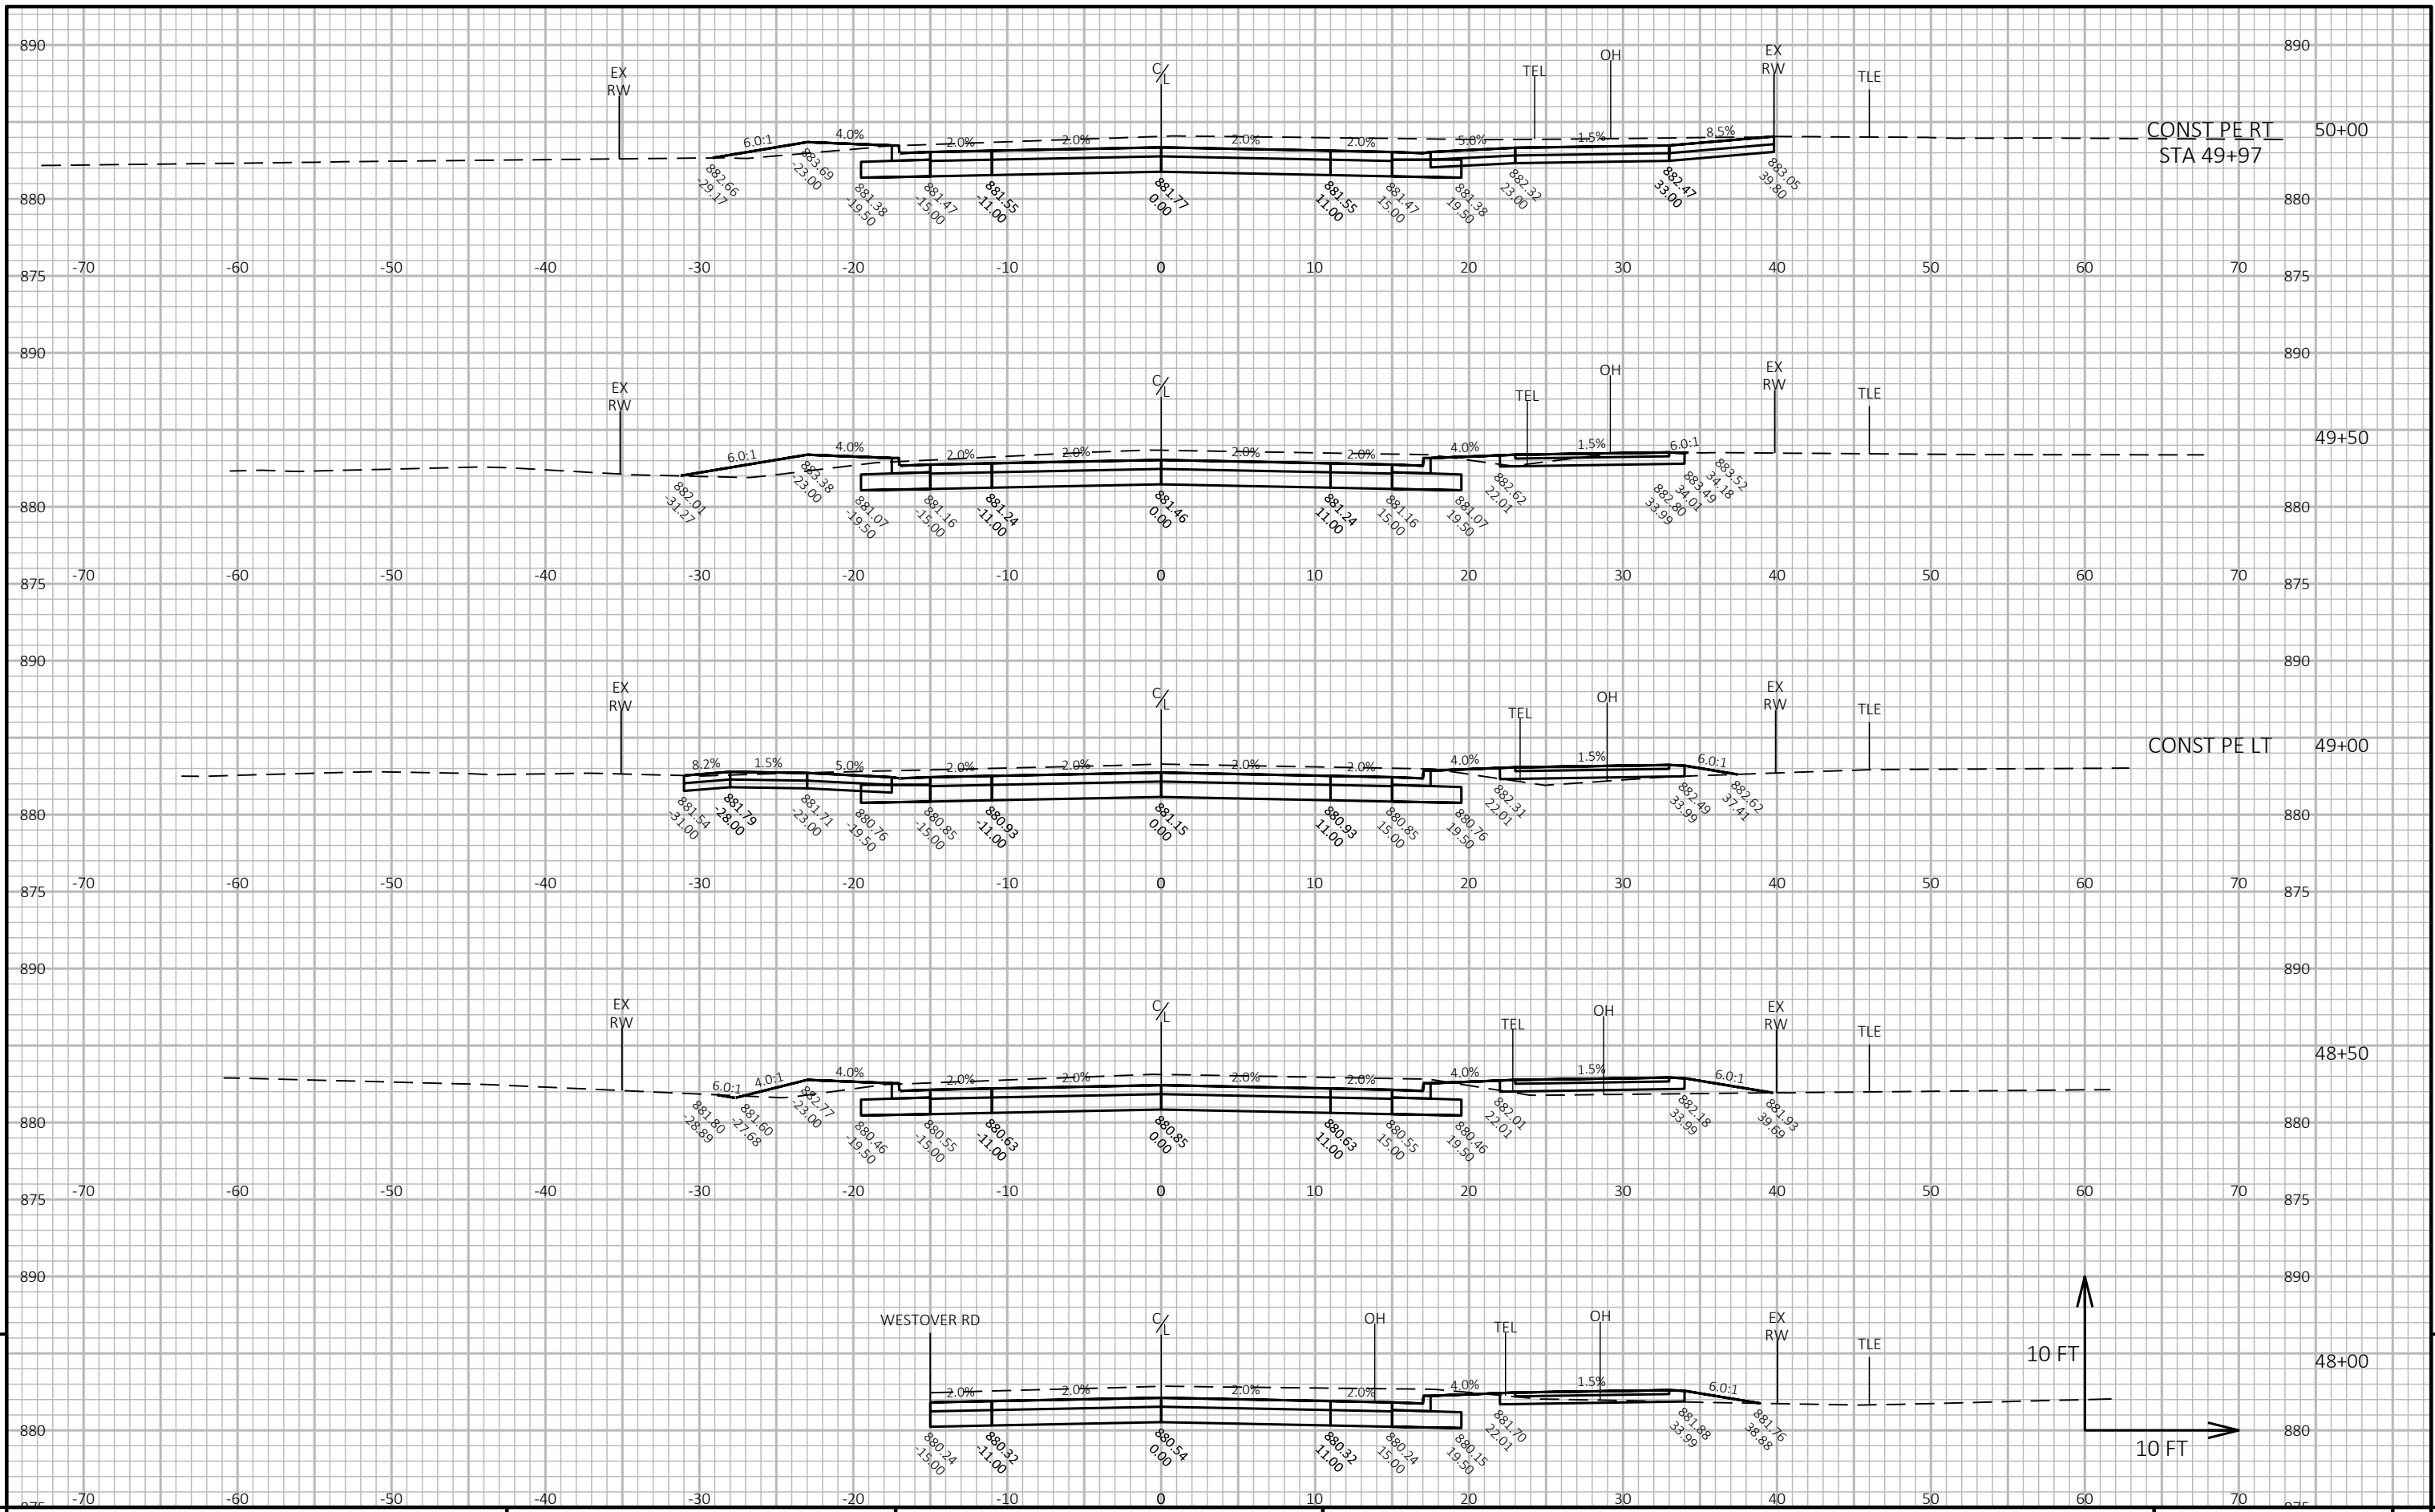 890 890
EX
RW
C/L
TEL
OH
EX
RW
TLE
6.0:1 4.0% 2.0% 2.0% 2.0% 2.0% 5.0% 1.5% 8.5%
CONST PE RT 50+00
STA 49+97
882.66
-29.17
883.69
-23.00
881.38
-19.50
881.47
-15.00
881.55
-11.00
881.77
0.00
881.55
11.00
881.47
15.00
881.38
19.50
882.32
23.00
882.47
33.00
883.05
39.80
880 880
875 -70 -60 -50 -40 -30 -20 -10 0 10 20 30 40 50 60 70 875
890 890
EX
RW
C/L
TEL
OH
EX
RW
TLE
6.0:1 4.0% 2.0% 2.0% 2.0% 2.0% 4.0% 1.5% 6.0:1
49+50
882.01
-31.27
883.38
-23.00
881.07
-19.50
881.16
-15.00
881.24
-11.00
881.46
0.00
881.24
11.00
881.16
15.00
881.07
19.50
882.62
22.01
882.80
33.99
883.49
34.01
883.52
34.18
880 880
875 -70 -60 -50 -40 -30 -20 -10 0 10 20 30 40 50 60 70 875
890 890
EX
RW
C/L
TEL
OH
EX
RW
TLE
8.2% 1.5% 5.0% 2.0% 2.0% 2.0% 2.0% 4.0% 1.5% 6.0:1
CONST PE LT 49+00
881.54
-31.00
881.79
-28.00
881.71
-23.00
880.76
-19.50
880.85
-15.00
880.93
-11.00
881.15
0.00
880.93
11.00
880.85
15.00
880.76
19.50
882.31
22.01
882.49
33.99
882.62
37.41
880 880
875 -70 -60 -50 -40 -30 -20 -10 0 10 20 30 40 50 60 70 875
890 890
EX
RW
C/L
TEL
OH
EX
RW
TLE
6.0:1 4.0:1 4.0% 2.0% 2.0% 2.0% 2.0% 4.0% 1.5% 6.0:1
48+50
881.80
-28.89
881.60
-27.68
882.77
-23.00
880.46
-19.50
880.55
-15.00
880.63
-11.00
880.85
0.00
880.63
11.00
880.55
15.00
880.46
19.50
882.01
22.01
882.18
33.99
881.93
39.69
880 880
875 -70 -60 -50 -40 -30 -20 -10 0 10 20 30 40 50 60 70 875
890 890
WESTOVER RD
C/L
OH
TEL
OH
EX
RW
TLE
2.0% 2.0% 2.0% 2.0% 4.0% 1.5% 6.0:1
10 FT
48+00
880.24
-15.00
880.32
-11.00
880.54
0.00
880.32
11.00
880.24
15.00
880.15
19.50
881.70
22.01
881.88
33.99
881.76
38.88
880 880
10 FT
875 -70 -60 -50 -40 -30 -20 -10 0 10 20 30 40 50 60 70 875